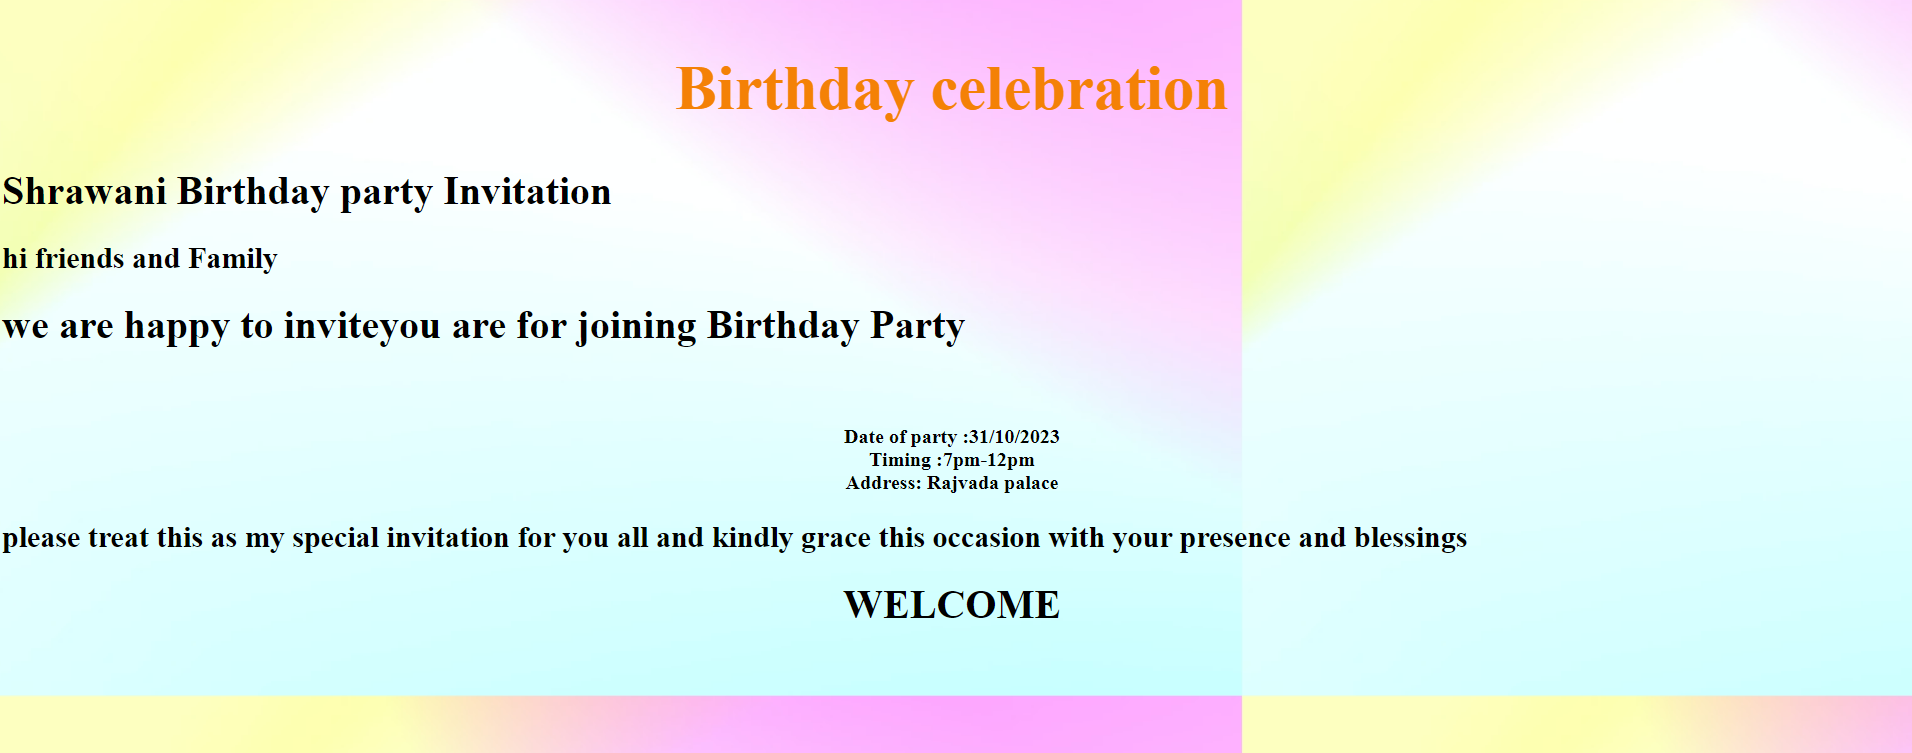 Birthday celebration
Shrawani Birthday party Invitation
hi friends and Family
we are happy to inviteyou are for joining Birthday Party
Date of party :31/10/2023
Timing :7pm-12pm
Address: Rajvada palace
please treat this as my special invitation for you all and kindly grace this occasion with your presence and blessings
WELCOME